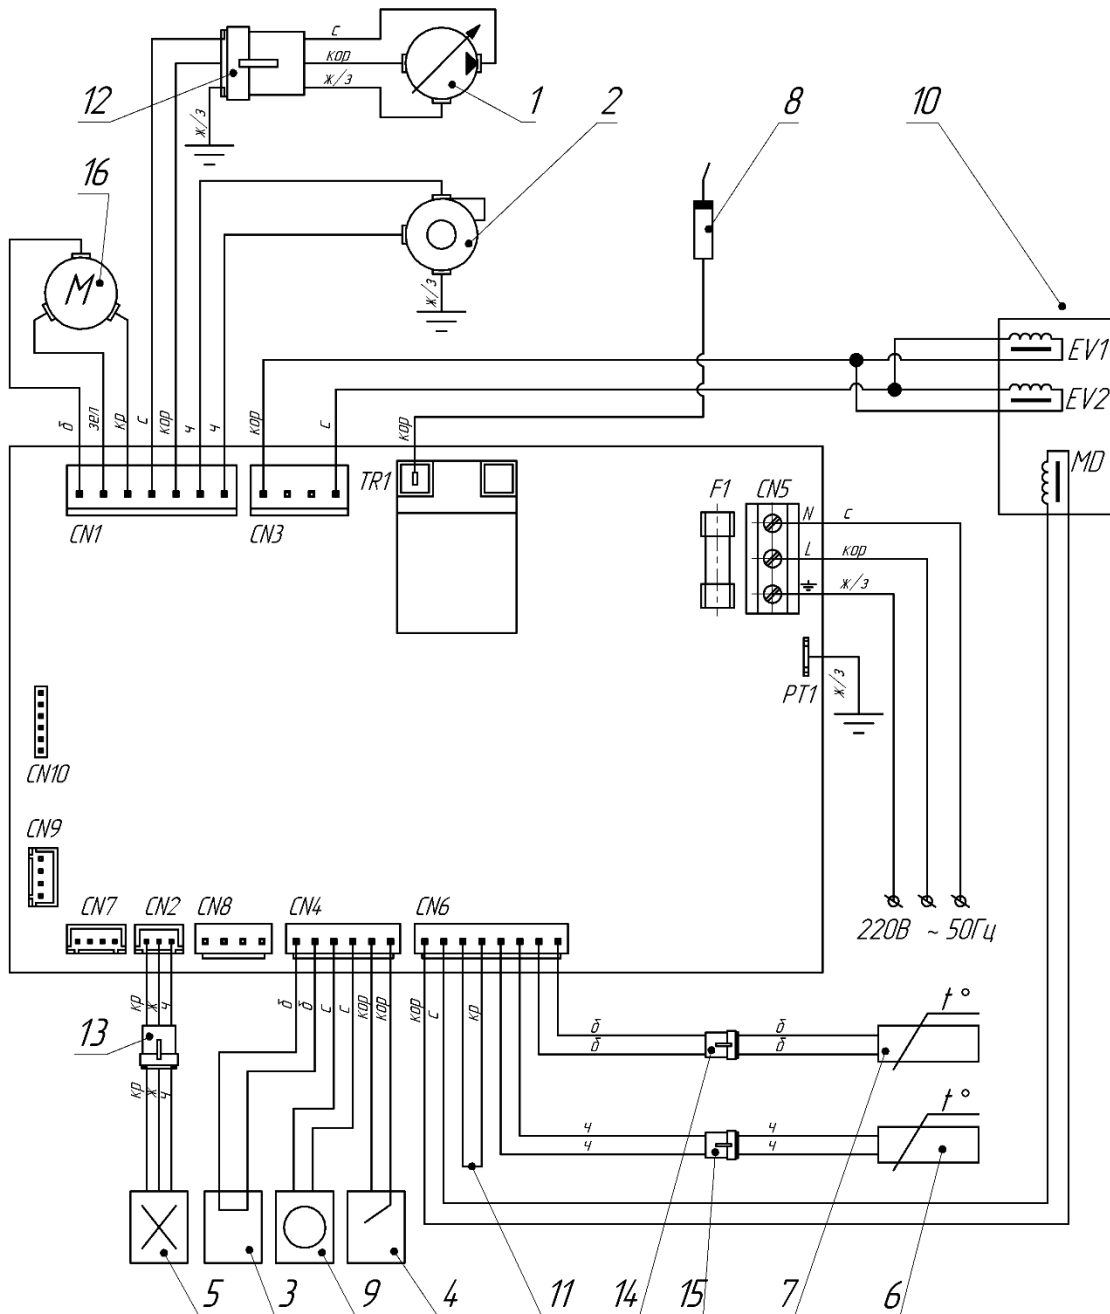 с
кор
ж/з
12
1
2
8
10
ж/з
16
М
ж/з
EV1
EV2
б
зел
кр
с
кор
ч
ч
кор
с
кор
MD
TR1
F1
CN5
CN1
CN3
N
с
L
кор
ж/з
PT1
ж/з
CN10
CN9
CN7
CN2
CN8
CN4
CN6
220В ~ 50Гц
кр
ж
ч
б
б
с
с
кор
кор
кор
с
кр
t°
13
б
б
б
б
кр
ж
ч
t°
ч
ч
ч
ч
5
3
9
4
11
14
15
7
6